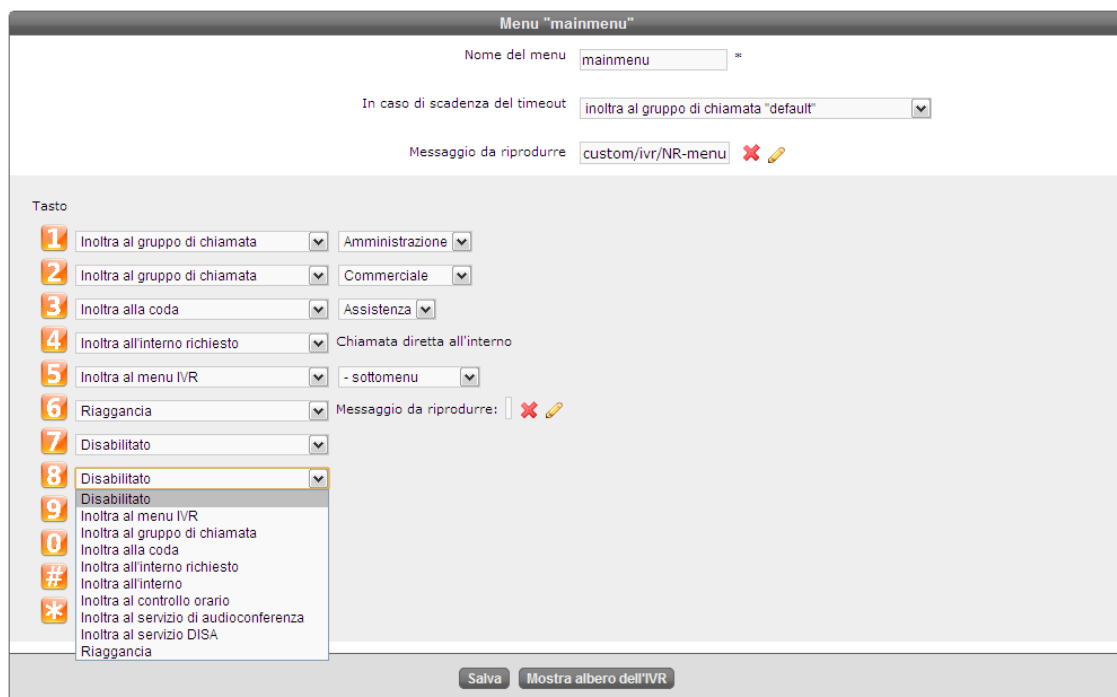 Menu "mainmenu"
Nome del menu mainmenu *
In caso di scadenza del timeout inoltra al gruppo di chiamata "default"
Messaggio da riprodurre custom/ivr/NR-menu
Tasto
1 Inoltra al gruppo di chiamata Amministrazione
2 Inoltra al gruppo di chiamata Commerciale
3 Inoltra alla coda Assistenza
4 Inoltra all'interno richiesto Chiamata diretta all'interno
5 Inoltra al menu IVR - sottomenu
6 Riaggancia Messaggio da riprodurre:
7 Disabilitato
8 Disabilitato
Disabilitato
9 Inoltra al menu IVR
Inoltra al gruppo di chiamata
0 Inoltra alla coda
Inoltra all'interno richiesto
# Inoltra all'interno
Inoltra al controllo orario
* Inoltra al servizio di audioconferenza
Inoltra al servizio DISA
Riaggancia
Salva Mostra albero dell'IVR